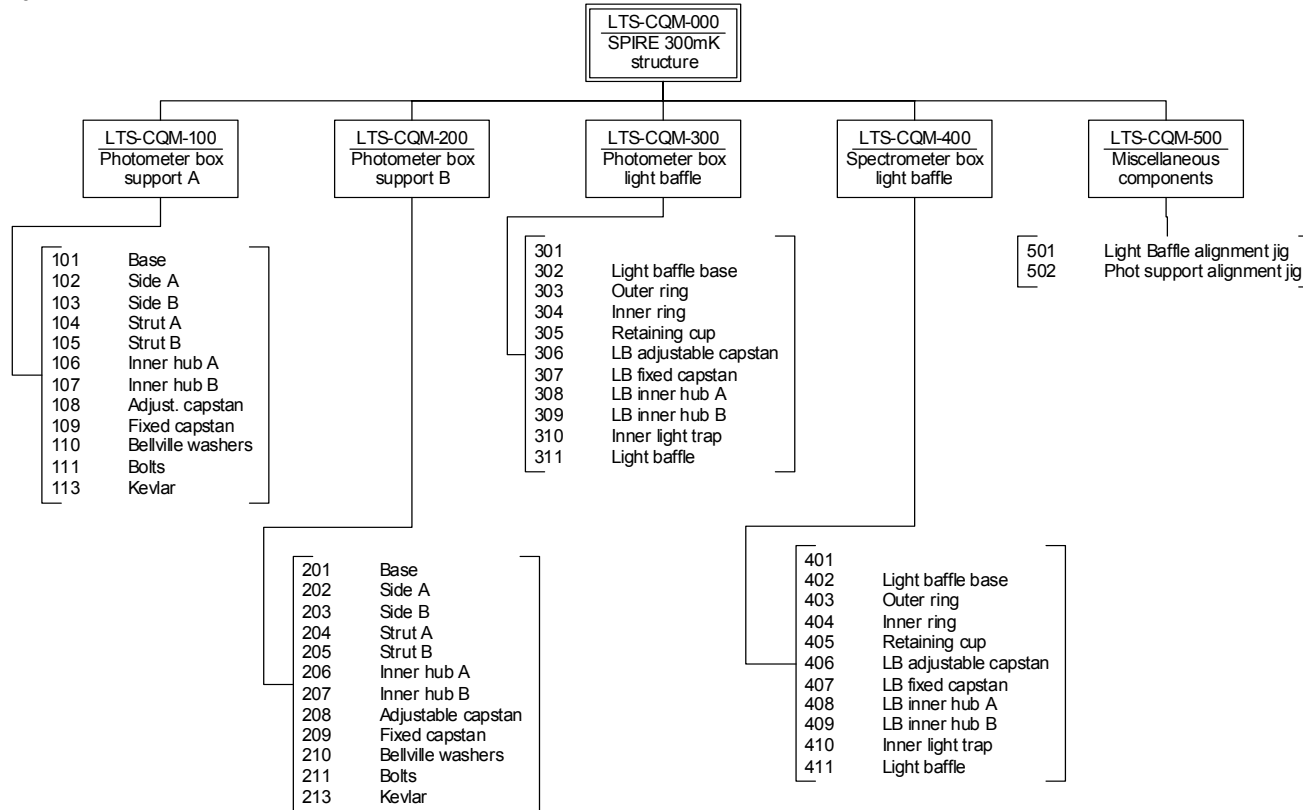 LTS-CQM-000
SPIRE 300mK
structure
LTS-CQM-100
Photometer box
support A
LTS-CQM-200
Photometer box
support B
LTS-CQM-300
Photometer box
light baffle
LTS-CQM-400
Spectrometer box
light baffle
LTS-CQM-500
Miscellaneous
components
101 Base
102 Side A
103 Side B
104 Strut A
105 Strut B
106 Inner hub A
107 Inner hub B
108 Adjust. capstan
109 Fixed capstan
110 Bellville washers
111 Bolts
113 Kevlar
201 Base
202 Side A
203 Side B
204 Strut A
205 Strut B
206 Inner hub A
207 Inner hub B
208 Adjustable capstan
209 Fixed capstan
210 Bellville washers
211 Bolts
213 Kevlar
301
302 Light baffle base
303 Outer ring
304 Inner ring
305 Retaining cup
306 LB adjustable capstan
307 LB fixed capstan
308 LB inner hub A
309 LB inner hub B
310 Inner light trap
311 Light baffle
401
402 Light baffle base
403 Outer ring
404 Inner ring
405 Retaining cup
406 LB adjustable capstan
407 LB fixed capstan
408 LB inner hub A
409 LB inner hub B
410 Inner light trap
411 Light baffle
501 Light Baffle alignment jig
502 Phot support alignment jig